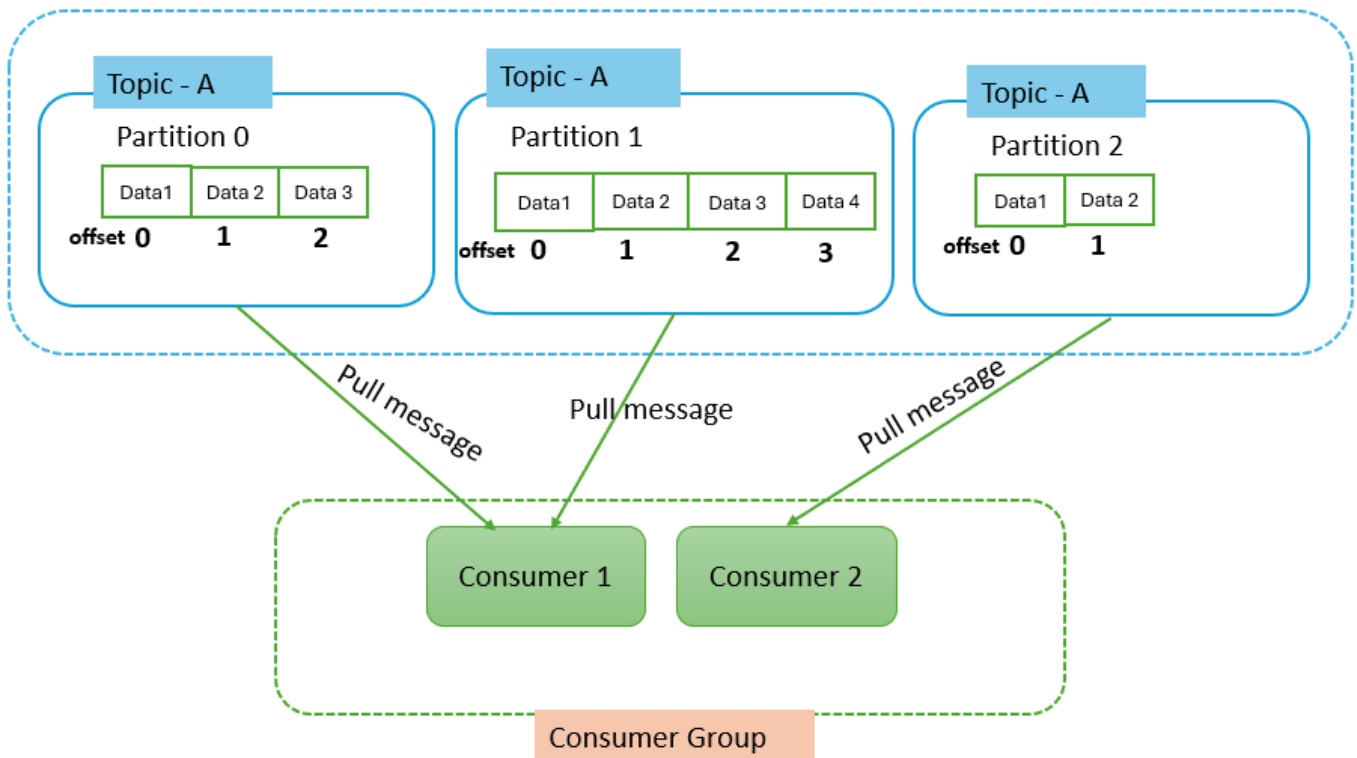 Topic - A
Partition 0
Data1 Data 2 Data 3
offset 0 1 2
Topic - A
Partition 1
Data1 Data 2 Data 3 Data 4
offset 0 1 2 3
Topic - A
Partition 2
Data1 Data 2
offset 0 1
Pull message
Pull message
Pull message
Consumer 1
Consumer 2
Consumer Group